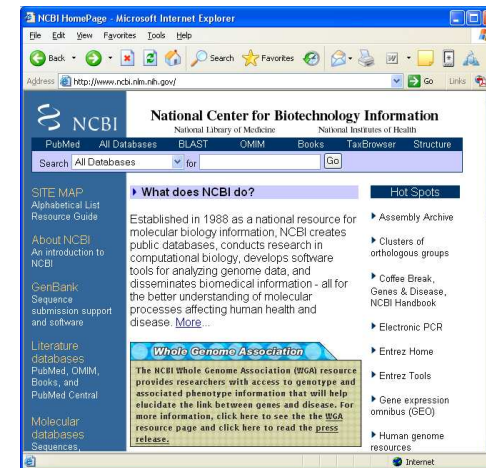 NCBI HomePage - Microsoft Internet Explorer
File Edit View Favorites Tools Help
Back Search Favorites
Address http://www.ncbi.nlm.nih.gov/ Go Links
NCBI
National Center for Biotechnology Information
National Library of Medicine National Institutes of Health
PubMed All Databases BLAST OMIM Books TaxBrowser Structure
Search All Databases for Go
SITE MAP
Alphabetical List
Resource Guide
About NCBI
An introduction to
NCBI
GenBank
Sequence
submission support
and software
Literature
databases
PubMed, OMIM,
Books, and
PubMed Central
Molecular
databases
Sequences,
What does NCBI do?
Established in 1988 as a national resource for
molecular biology information, NCBI creates
public databases, conducts research in
computational biology, develops software
tools for analyzing genome data, and
disseminates biomedical information - all for
the better understanding of molecular
processes affecting human health and
disease. More...
Whole Genome Association
The NCBI Whole Genome Association (WGA) resource
provides researchers with access to genotype and
associated phenotype information that will help
elucidate the link between genes and disease. For
more information, click here to see the the WGA
resource page and click here to read the press
release.
Hot Spots
Assembly Archive
Clusters of
orthologous groups
Coffee Break,
Genes & Disease,
NCBI Handbook
Electronic PCR
Entrez Home
Entrez Tools
Gene expression
omnibus (GEO)
Human genome
resources
Internet